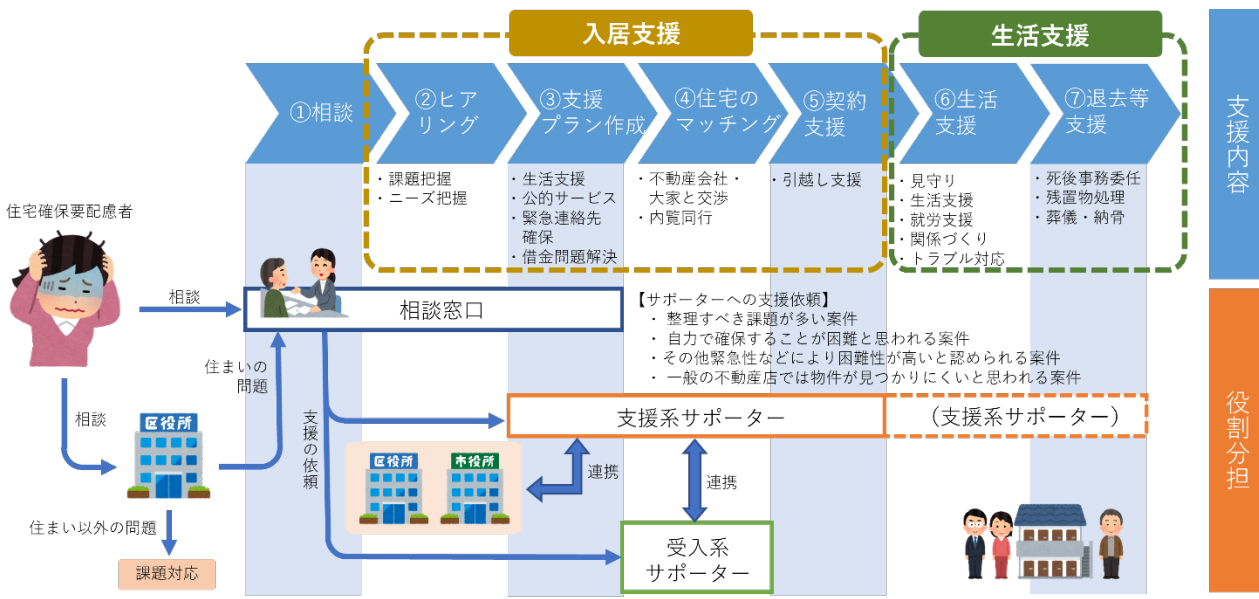 入居支援
生活支援
①相談
②ヒア
リング
③支援
プラン作成
④住宅の
マッチング
⑤契約
支援
⑥生活
支援
⑦退去等
支援
支援内容
・課題把握
・ニーズ把握
・生活支援
・公的サービス
・緊急連絡先
確保
・借金問題解決
・不動産会社・
大家と交渉
・内覧同行
・引越し支援
・見守り
・生活支援
・就労支援
・関係づくり
・トラブル対応
・死後事務委任
・残置物処理
・葬儀・納骨
住宅確保要配慮者
相談
相談窓口
【サポーターへの支援依頼】
・ 整理すべき課題が多い案件
・ 自力で確保することが困難と思われる案件
・その他緊急性などにより困難性が高いと認められる案件
・ 一般の不動産店では物件が見つかりにくいと思われる案件
住まいの
問題
相談
区役所
支援の依頼
支援系サポーター
（支援系サポーター）
役割分担
区役所
市役所
連携
連携
住まい以外の問題
課題対応
受入系
サポーター